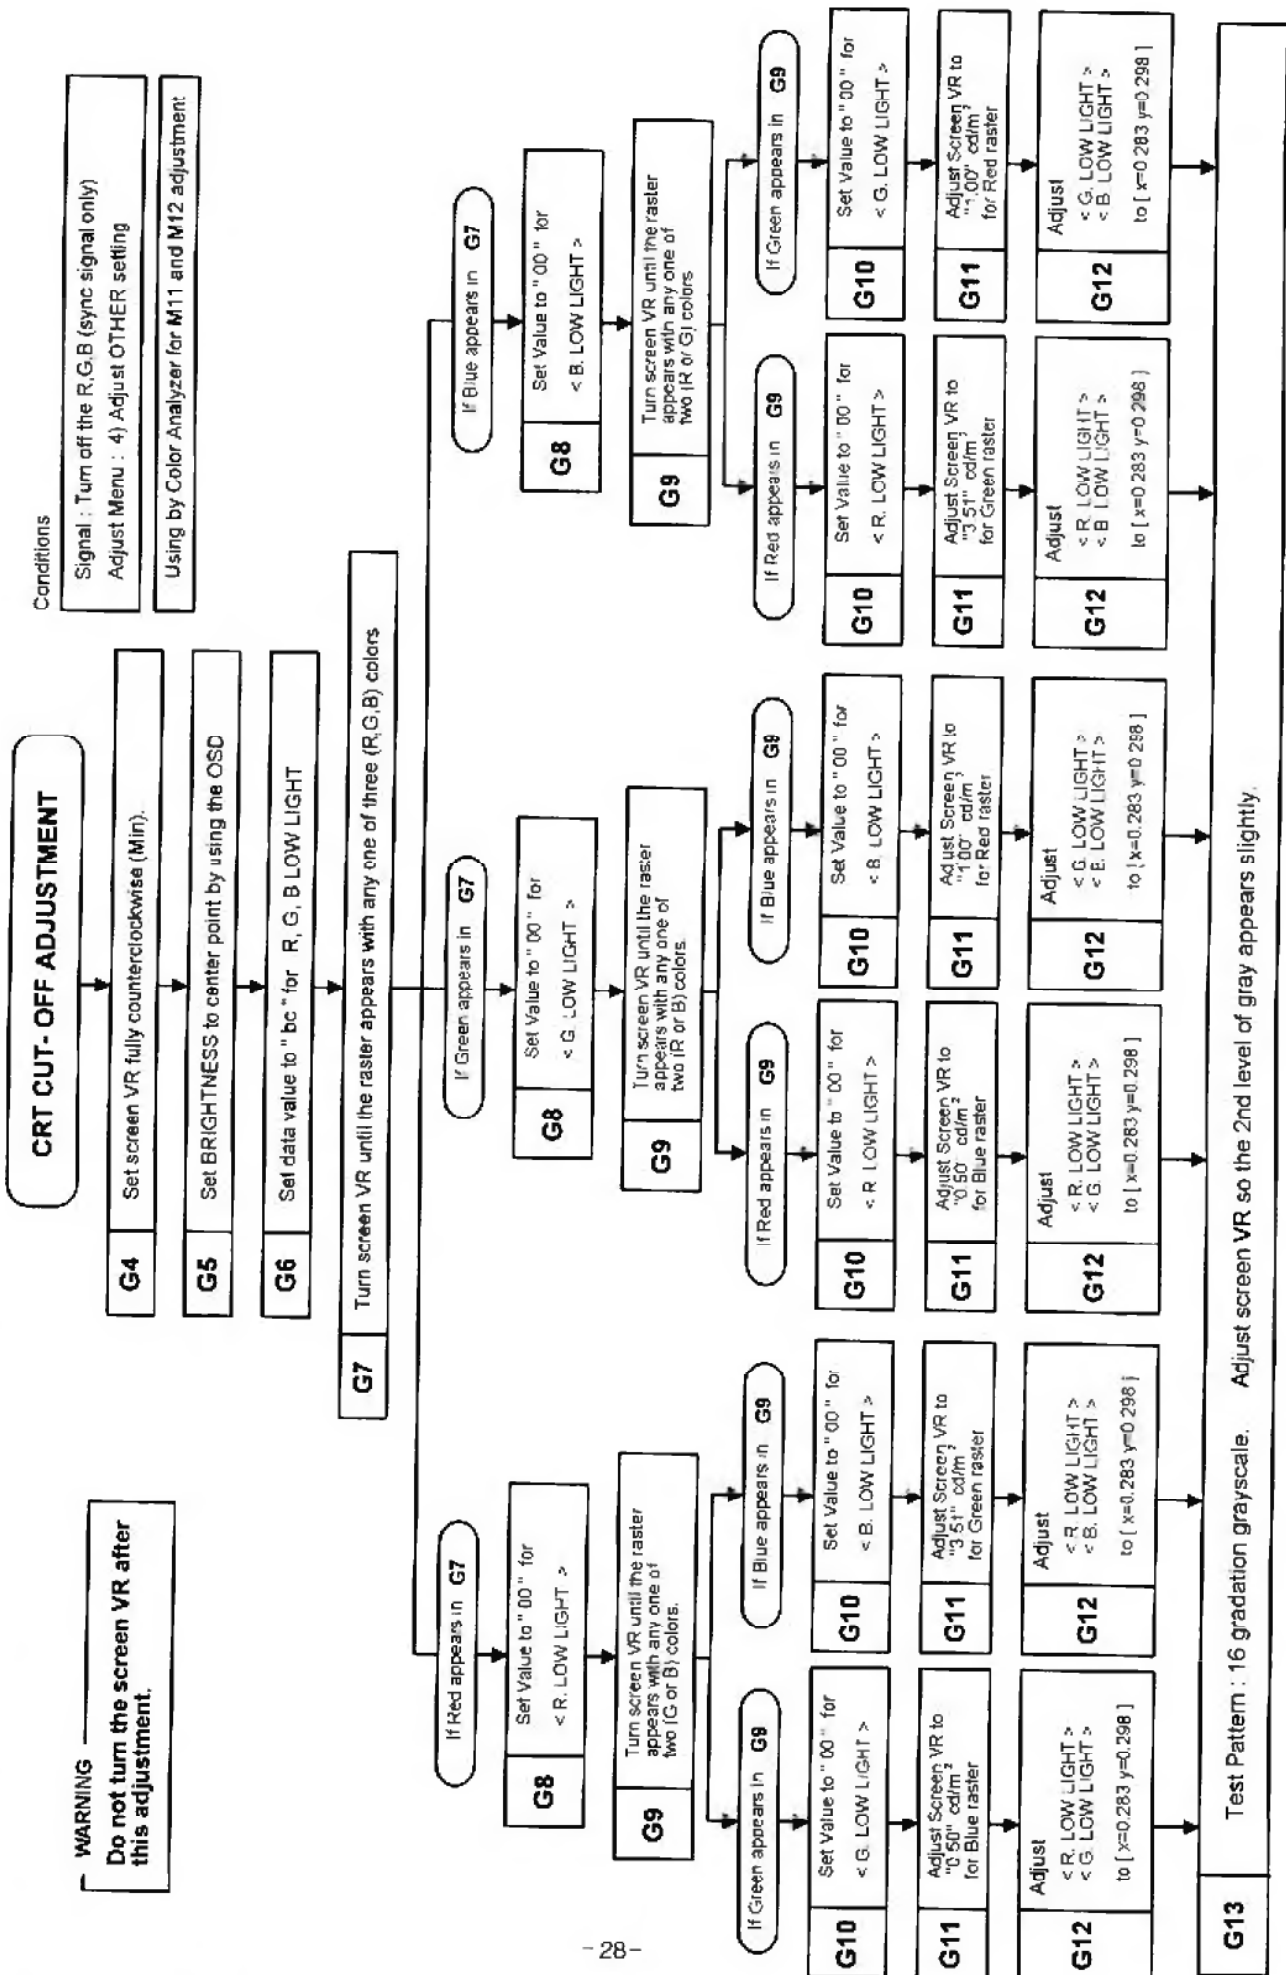 CRT CUT- OFF ADJUSTMENT
WARNING
Do not turn the screen VR after
this adjustment.
Conditions
Signal : Turn off the R,G,B (sync signal only)
Adjust Menu : 4) Adjust OTHER setting
Using by Color Analyzer for M11 and M12 adjustment
G4 Set screen VR fully counterclockwise (Min).
G5 Set BRIGHTNESS to center point by using the OSD
G6 Set data value to " bc " for R, G, B LOW LIGHT
G7 Turn screen VR until the raster appears with any one of three (R,G,B) colors
If Red appears in G7
G8
Set Value to " 00 " for
< R. LOW LIGHT >
G9
Turn screen VR until the raster
appears with any one of
two (G or B) colors.
If Green appears in G9
G10
Set Value to " 00 " for
< G. LOW LIGHT >
G11
Adjust Screen VR to
"0 50" cd/m²
for Blue raster
G12
Adjust
< R. LOW LIGHT >
< G. LOW LIGHT >
to [ x=0.283 y=0.298 ]
If Blue appears in G9
G10
Set Value to " 00 " for
< B. LOW LIGHT >
G11
Adjust Screen VR to
"3 51" cd/m²
for Green raster
G12
Adjust
< R. LOW LIGHT >
< B. LOW LIGHT >
to [ x=0.283 y=0 298 ]
If Green appears in G7
G8
Set Value to " 00 " for
< G. LOW LIGHT >
G9
Turn screen VR until the raster
appears with any one of
two (R or B) colors.
If Red appears in G9
G10
Set Value to " 00 " for
< R. LOW LIGHT >
G11
Adjust Screen VR to
"0 50" cd/m²
for Blue raster
G12
Adjust
< R. LOW LIGHT >
< G. LOW LIGHT >
to [ x=0.283 y=0.298 ]
If Blue appears in G9
G10
Set Value to " 00 " for
< B. LOW LIGHT >
G11
Adjust Screen VR to
"1 00" cd/m²
for Red raster
G12
Adjust
< G. LOW LIGHT >
< B. LOW LIGHT >
to [ x=0.283 y=0 298 ]
If Blue appears in G7
G8
Set Value to " 00 " for
< B. LOW LIGHT >
G9
Turn screen VR until the raster
appears with any one of
two (R or G) colors
If Red appears in G9
G10
Set Value to " 00 " for
< R. LOW LIGHT >
G11
Adjust Screen VR to
"3 51" cd/m²
for Green raster
G12
Adjust
< R. LOW LIGHT >
< B LOW LIGHT >
to [ x=0 283 y=0 298 ]
If Green appears in G9
G10
Set Value to " 00 " for
< G. LOW LIGHT >
G11
Adjust Screen VR to
"1.00" cd/m²
for Red raster
G12
Adjust
< G. LOW LIGHT >
< B LOW LIGHT >
to [ x=0 283 y=0.298 ]
G13 Test Pattern : 16 gradation grayscale. Adjust screen VR so the 2nd level of gray appears slightly.
-28-